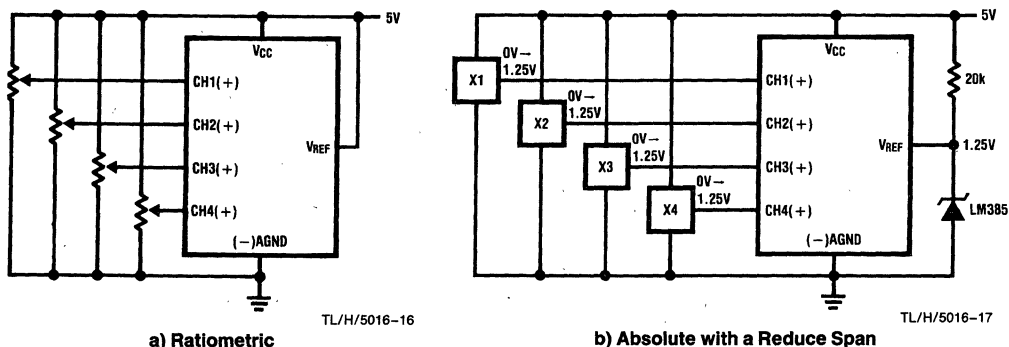 5V
VCC
CH1(+)
CH2(+)
VREF
CH3(+)
CH4(+)
(−)AGND
TL/H/5016–16
a) Ratiometric
5V
VCC
0V→
1.25V
X1
CH1(+)
20k
0V→
1.25V
X2
CH2(+)
VREF
1.25V
0V→
1.25V
X3
CH3(+)
0V→
1.25V
X4
CH4(+)
LM385
(−)AGND
TL/H/5016–17
b) Absolute with a Reduce Span